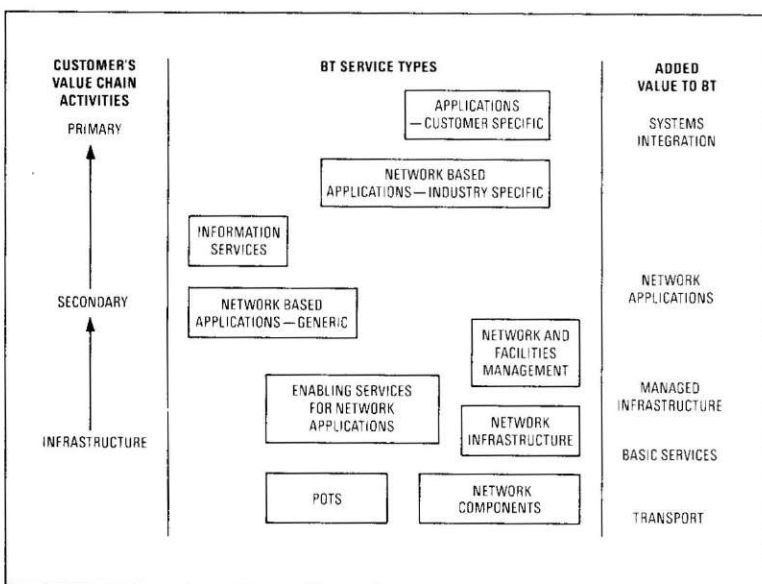 CUSTOMER'S
VALUE CHAIN
ACTIVITIES
PRIMARY
SECONDARY
INFRASTRUCTURE
BT SERVICE TYPES
APPLICATIONS
—CUSTOMER SPECIFIC
NETWORK BASED
APPLICATIONS—INDUSTRY SPECIFIC
INFORMATION
SERVICES
NETWORK BASED
APPLICATIONS—GENERIC
NETWORK AND
FACILITIES
MANAGEMENT
ENABLING SERVICES
FOR NETWORK
APPLICATIONS
NETWORK
INFRASTRUCTURE
POTS
NETWORK
COMPONENTS
ADDED
VALUE TO BT
SYSTEMS
INTEGRATION
NETWORK
APPLICATIONS
MANAGED
INFRASTRUCTURE
BASIC SERVICES
TRANSPORT